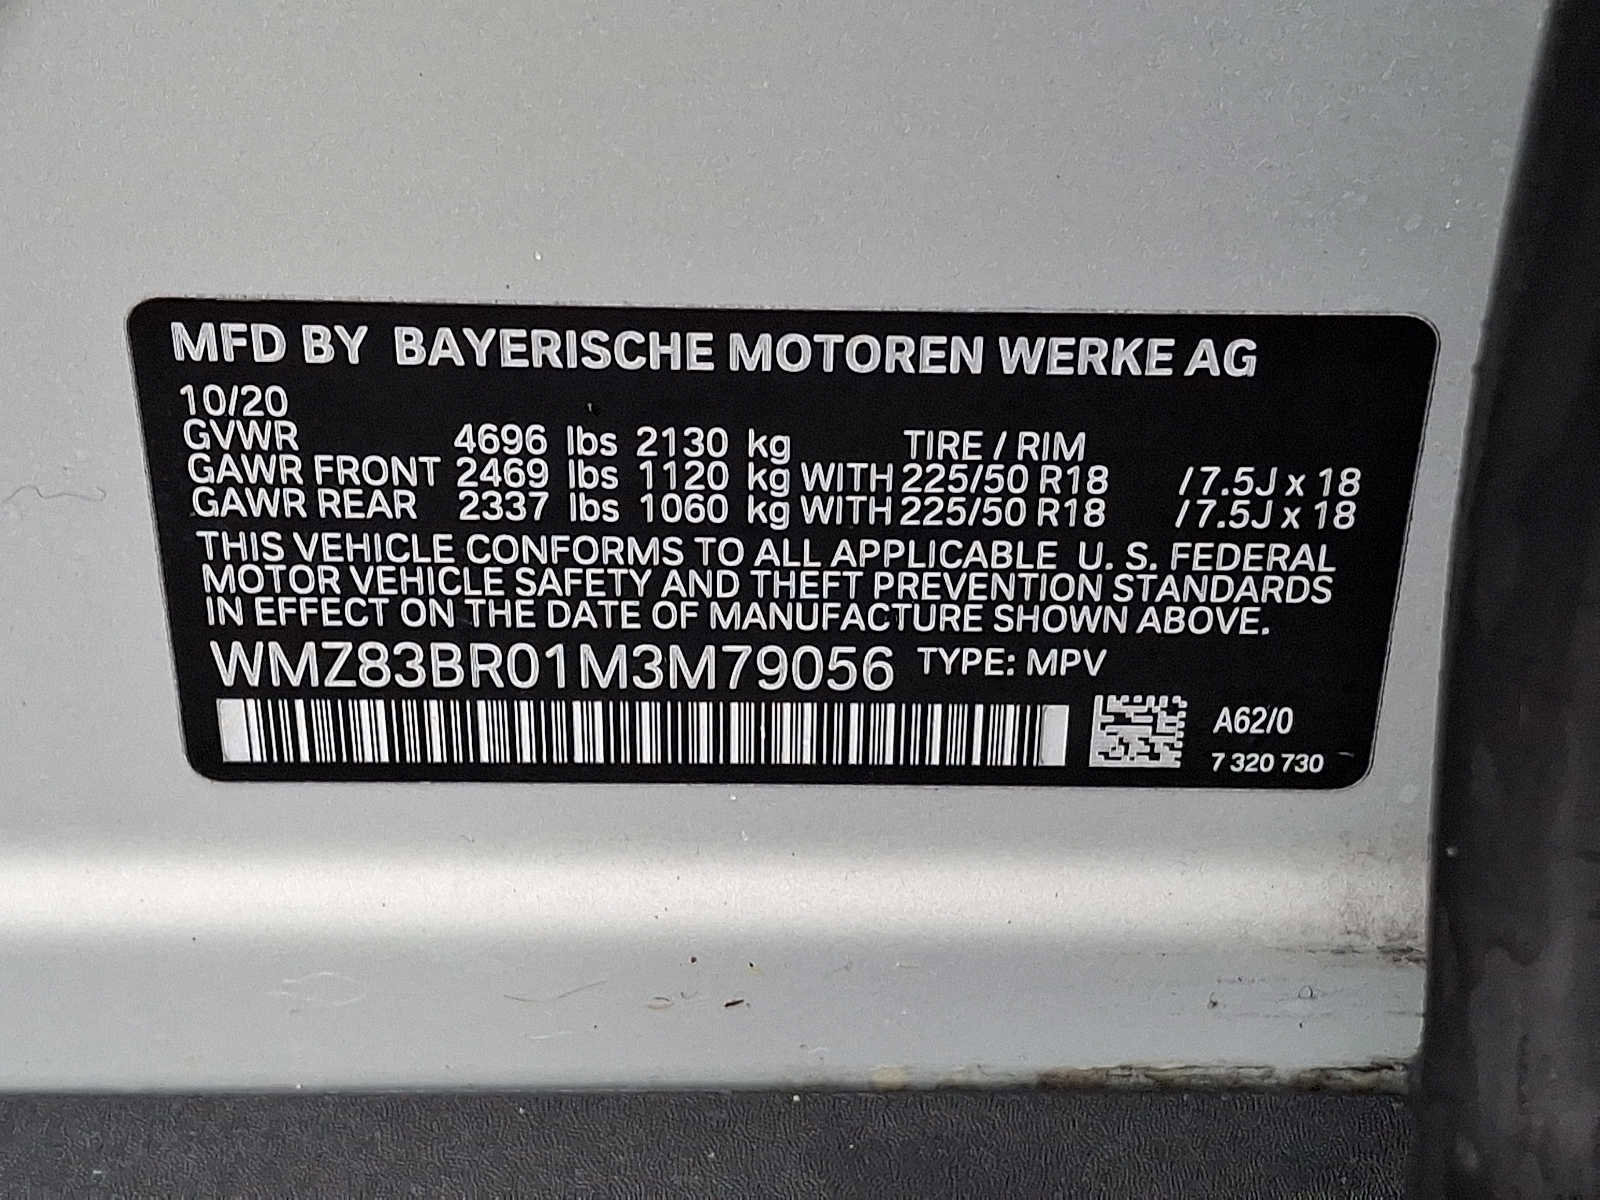 MFD BY BAYERISCHE MOTOREN WERKE AG
10/20
GVWR 4696 lbs 2130 kg TIRE / RIM
GAWR FRONT 2469 lbs 1120 kg WITH 225/50 R18 /7.5J x 18
GAWR REAR 2337 lbs 1060 kg WITH 225/50 R18 /7.5J x 18
THIS VEHICLE CONFORMS TO ALL APPLICABLE U. S. FEDERAL
MOTOR VEHICLE SAFETY AND THEFT PREVENTION STANDARDS
IN EFFECT ON THE DATE OF MANUFACTURE SHOWN ABOVE.
WMZ83BR01M3M79056 TYPE: MPV
A62/0
7 320 730